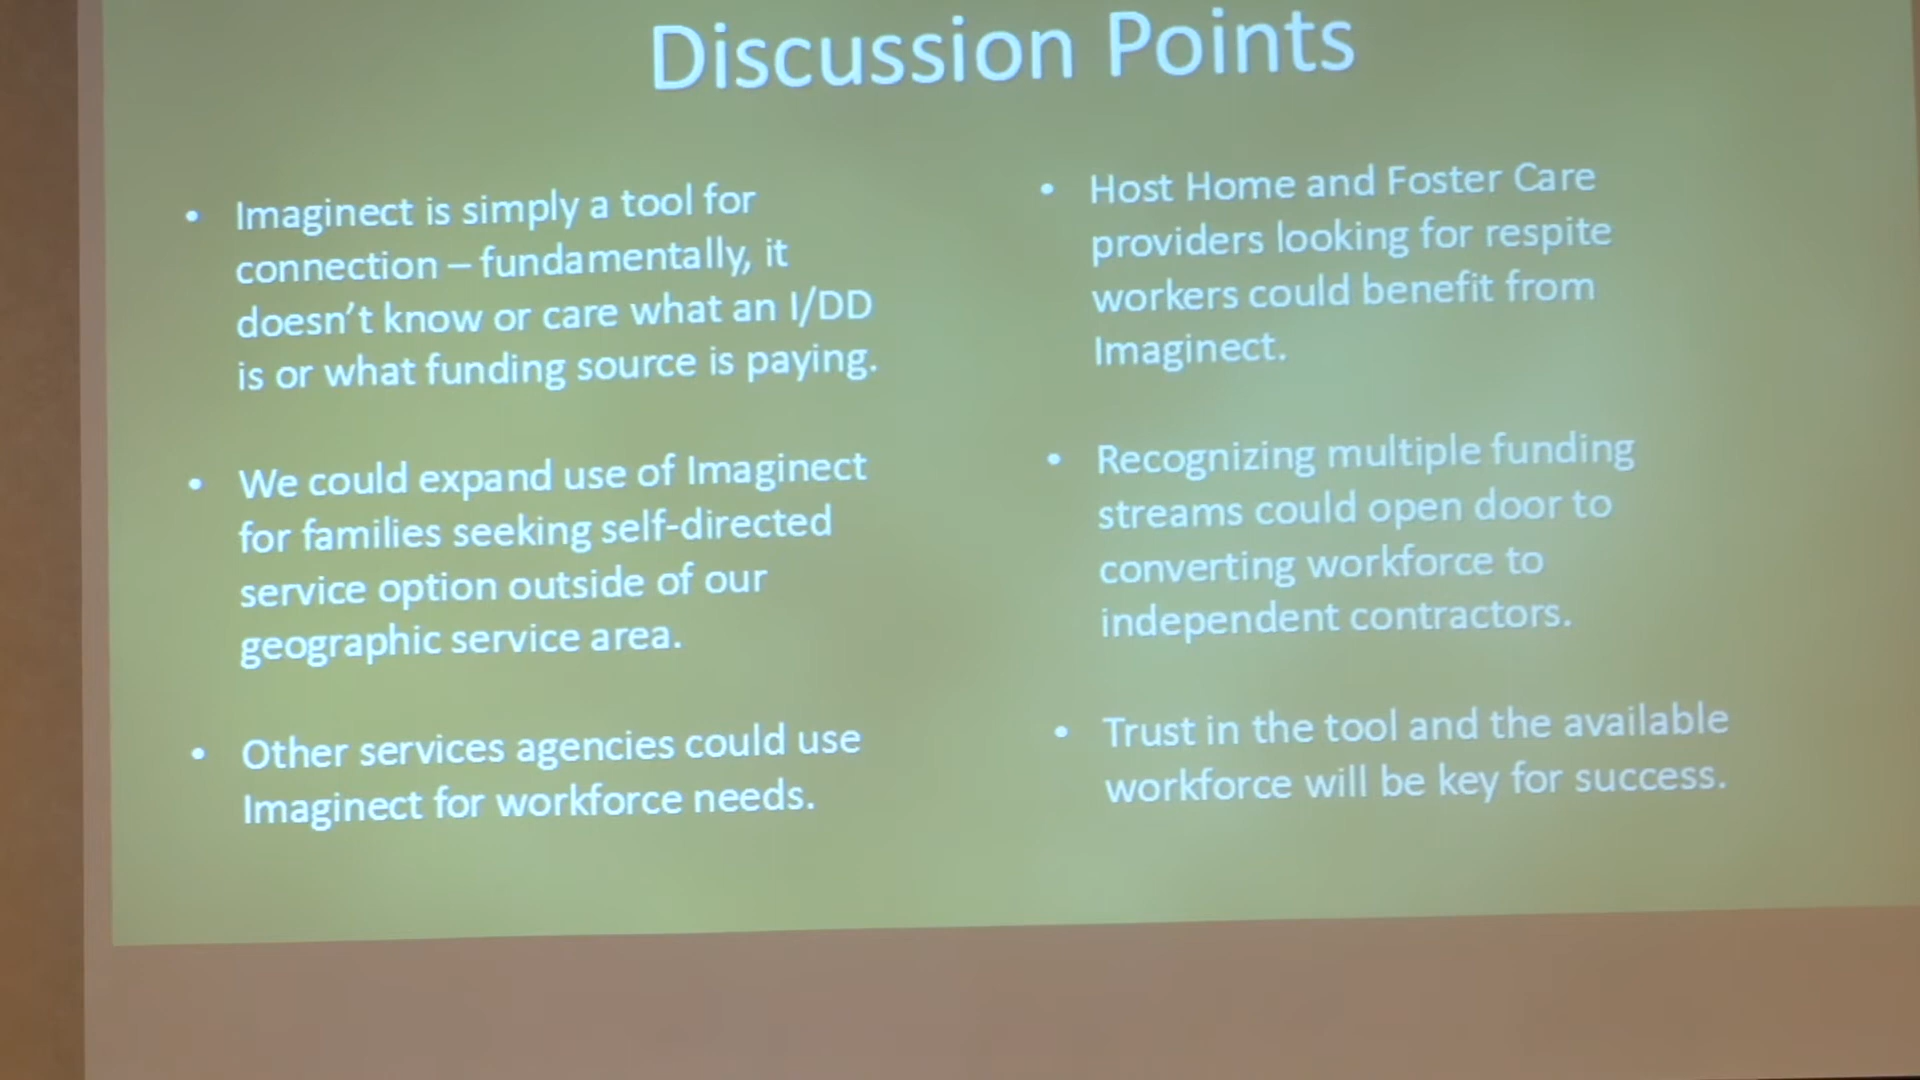 Discussion Points
• Imaginect is simply a tool for
connection – fundamentally, it
doesn't know or care what an I/DD
is or what funding source is paying.
• We could expand use of Imaginect
for families seeking self-directed
service option outside of our
geographic service area.
• Other services agencies could use
Imaginect for workforce needs.
• Host Home and Foster Care
providers looking for respite
workers could benefit from
Imaginect.
• Recognizing multiple funding
streams could open door to
converting workforce to
independent contractors.
• Trust in the tool and the available
workforce will be key for success.